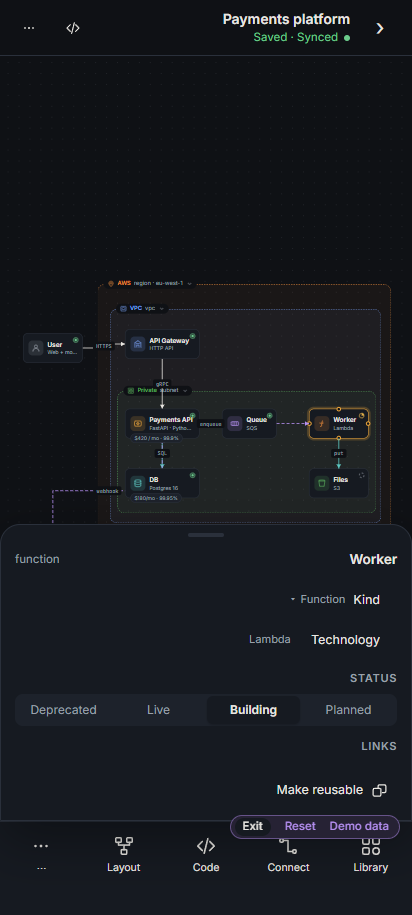 Payments platform
Saved · Synced
AWS region · eu-west-1
VPC vpc
User
Web + mo...
HTTPS
API Gateway
HTTP API
gRPC
Private subnet
Payments API
FastAPI · Pytho...
$420 / mo · 99.9%
enqueue
Queue
SQS
Worker
Lambda
SQL
put
DB
Postgres 16
$180/mo · 99.95%
Files
S3
webhook
function
Worker
Function Kind
Lambda Technology
STATUS
Deprecated Live Building Planned
LINKS
Make reusable
Exit Reset Demo data
... Layout Code Connect Library